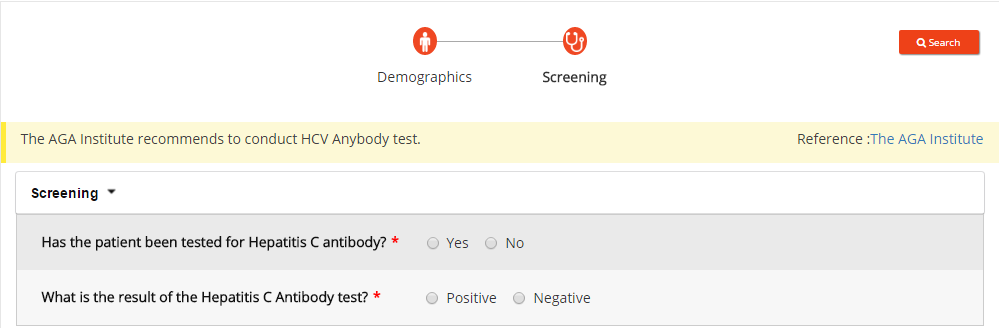 Demographics
Screening
Search
The AGA Institute recommends to conduct HCV Anybody test.
Reference :The AGA Institute
Screening
Has the patient been tested for Hepatitis C antibody? * Yes No
What is the result of the Hepatitis C Antibody test? * Positive Negative